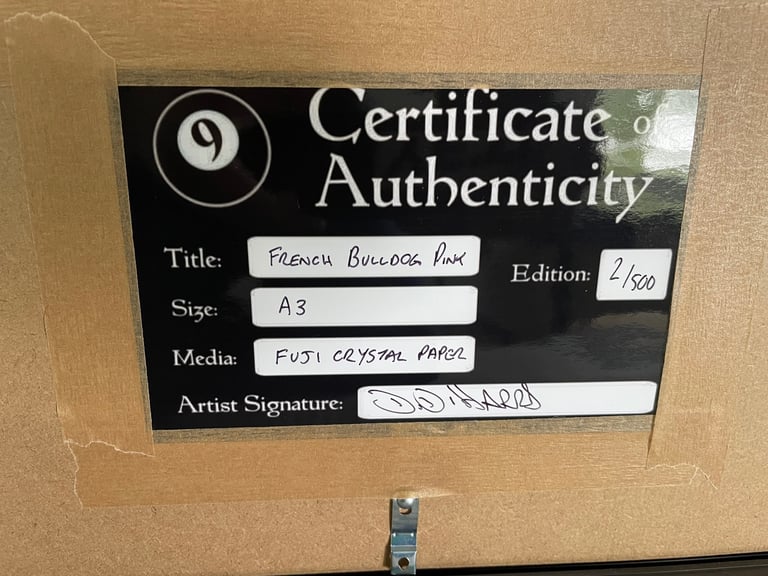 9
Certificate of
Authenticity
Title: FRENCH BULLDOG PINK
Edition: 2/500
Size: A3
Media: FUJI CRYSTAL PAPER
Artist Signature: